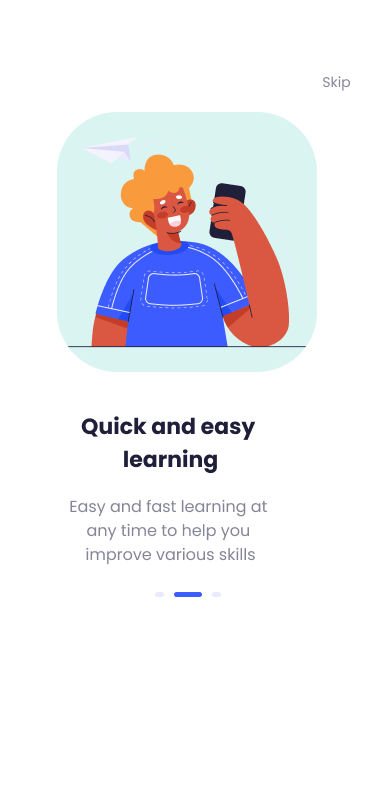 Skip
Quick and easy
learning
Easy and fast learning at
any time to help you
improve various skills